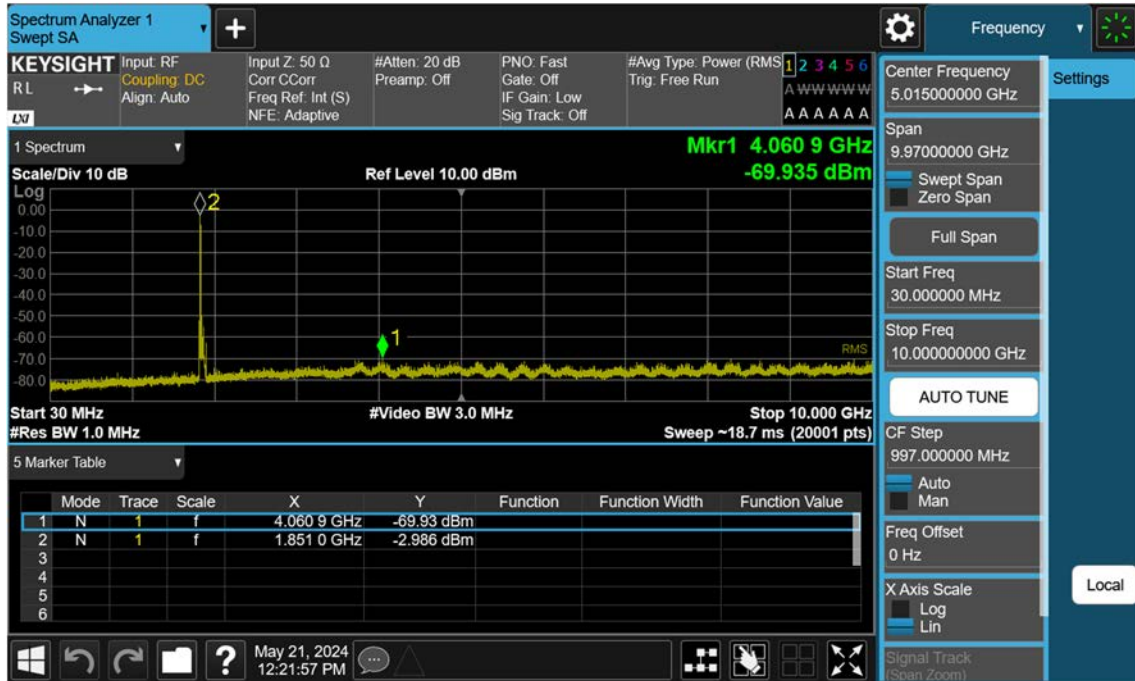 Spectrum Analyzer 1
Swept SA
+
Frequency
KEYSIGHT
RL
LXI
Input: RF
Coupling: DC
Align: Auto
Input Z: 50 Ω
Corr CCorr
Freq Ref: Int (S)
NFE: Adaptive
#Atten: 20 dB
Preamp: Off
PNO: Fast
Gate: Off
IF Gain: Low
Sig Track: Off
#Avg Type: Power (RMS
Trig: Free Run
1 2 3 4 5 6
A W W W W W
A A A A A A
1 Spectrum
Mkr1 4.060 9 GHz
-69.935 dBm
Scale/Div 10 dB
Ref Level 10.00 dBm
Log
0.00
-10.0
-20.0
-30.0
-40.0
-50.0
-60.0
-70.0
-80.0
2
1
RMS
Start 30 MHz
#Video BW 3.0 MHz
Stop 10.000 GHz
#Res BW 1.0 MHz
Sweep ~18.7 ms (20001 pts)
5 Marker Table
Mode Trace Scale X Y Function Function Width Function Value
1 N 1 f 4.060 9 GHz -69.93 dBm
2 N 1 f 1.851 0 GHz -2.986 dBm
3
4
5
6
?
May 21, 2024
12:21:57 PM
Center Frequency
5.015000000 GHz
Settings
Span
9.97000000 GHz
Swept Span
Zero Span
Full Span
Start Freq
30.000000 MHz
Stop Freq
10.000000000 GHz
AUTO TUNE
CF Step
997.000000 MHz
Auto
Man
Freq Offset
0 Hz
X Axis Scale
Log
Lin
Local
Signal Track
(Span Zoom)